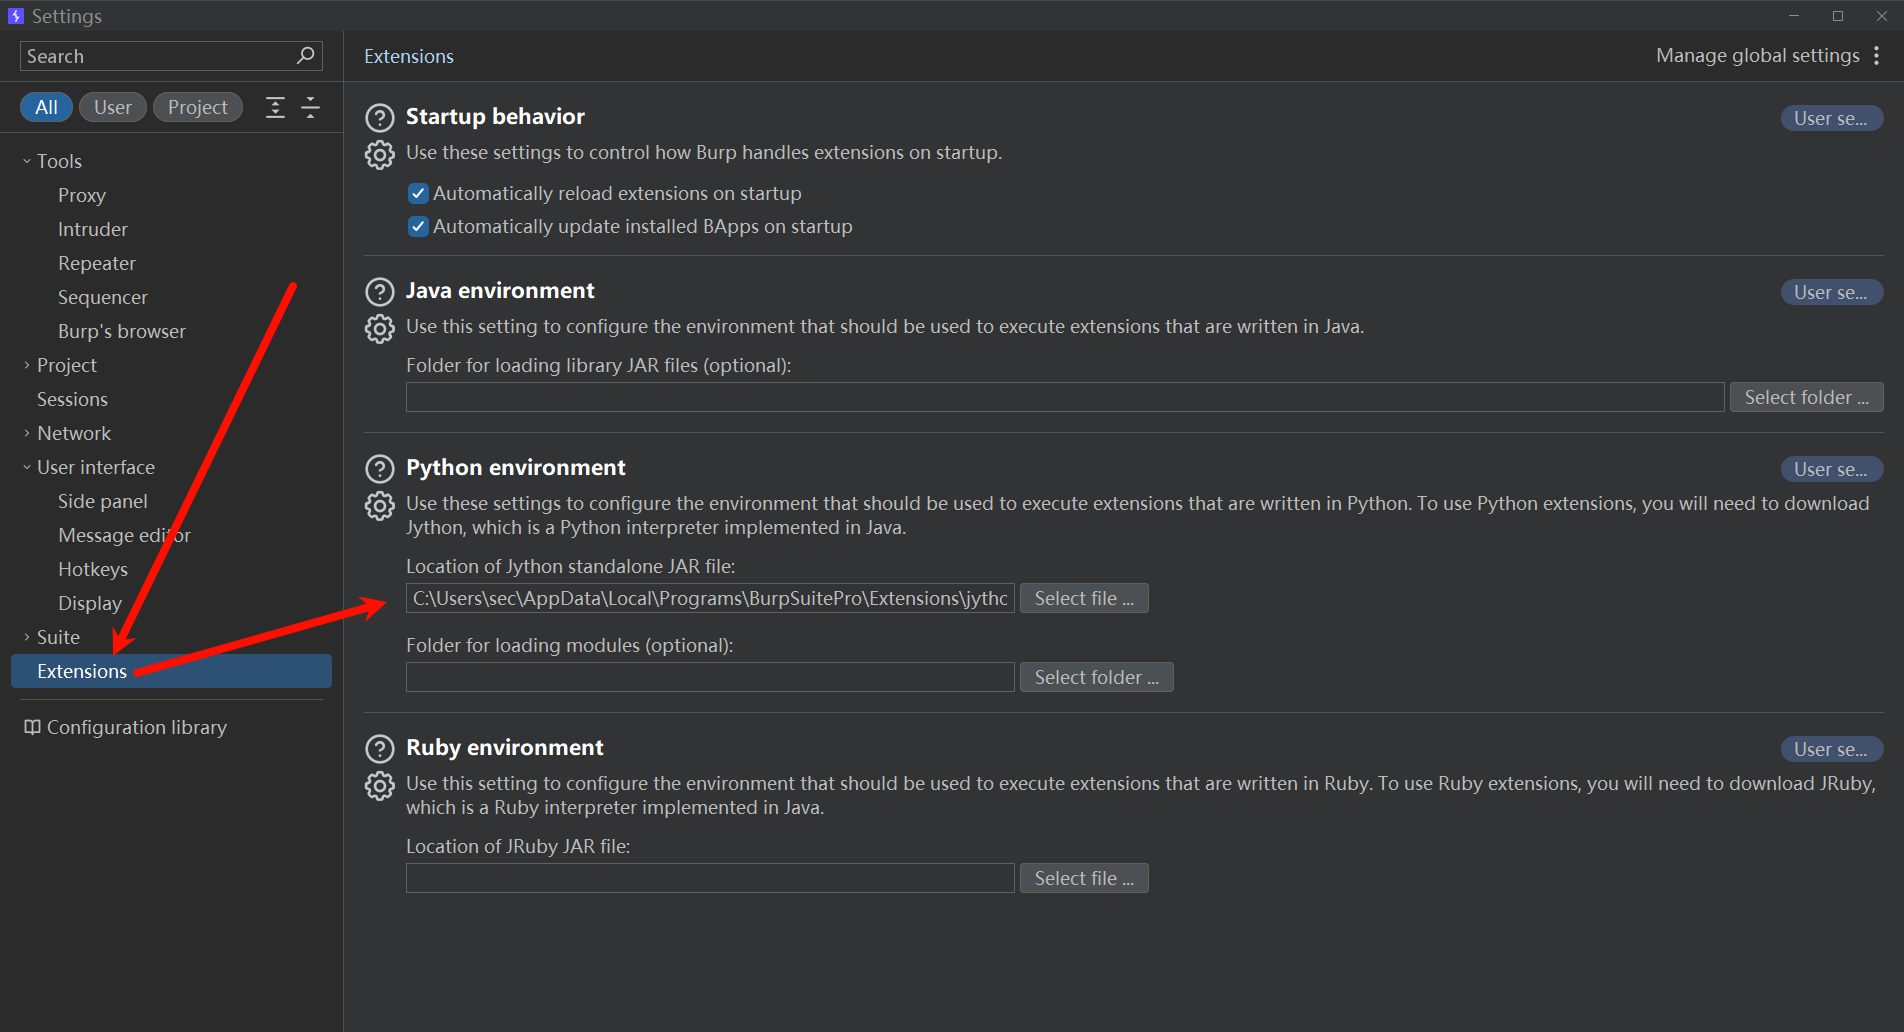 Settings
Search
All
User
Project
Tools
Proxy
Intruder
Repeater
Sequencer
Burp's browser
Project
Sessions
Network
User interface
Side panel
Message editor
Hotkeys
Display
Suite
Extensions
Configuration library
Extensions
Manage global settings
Startup behavior
User se...
Use these settings to control how Burp handles extensions on startup.
Automatically reload extensions on startup
Automatically update installed BApps on startup
Java environment
User se...
Use this setting to configure the environment that should be used to execute extensions that are written in Java.
Folder for loading library JAR files (optional):
Select folder ...
Python environment
User se...
Use these settings to configure the environment that should be used to execute extensions that are written in Python. To use Python extensions, you will need to download
Jython, which is a Python interpreter implemented in Java.
Location of Jython standalone JAR file:
C:\Users\sec\AppData\Local\Programs\BurpSuitePro\Extensions\jytho
Select file ...
Folder for loading modules (optional):
Select folder ...
Ruby environment
User se...
Use this setting to configure the environment that should be used to execute extensions that are written in Ruby. To use Ruby extensions, you will need to download JRuby,
which is a Ruby interpreter implemented in Java.
Location of JRuby JAR file:
Select file ...